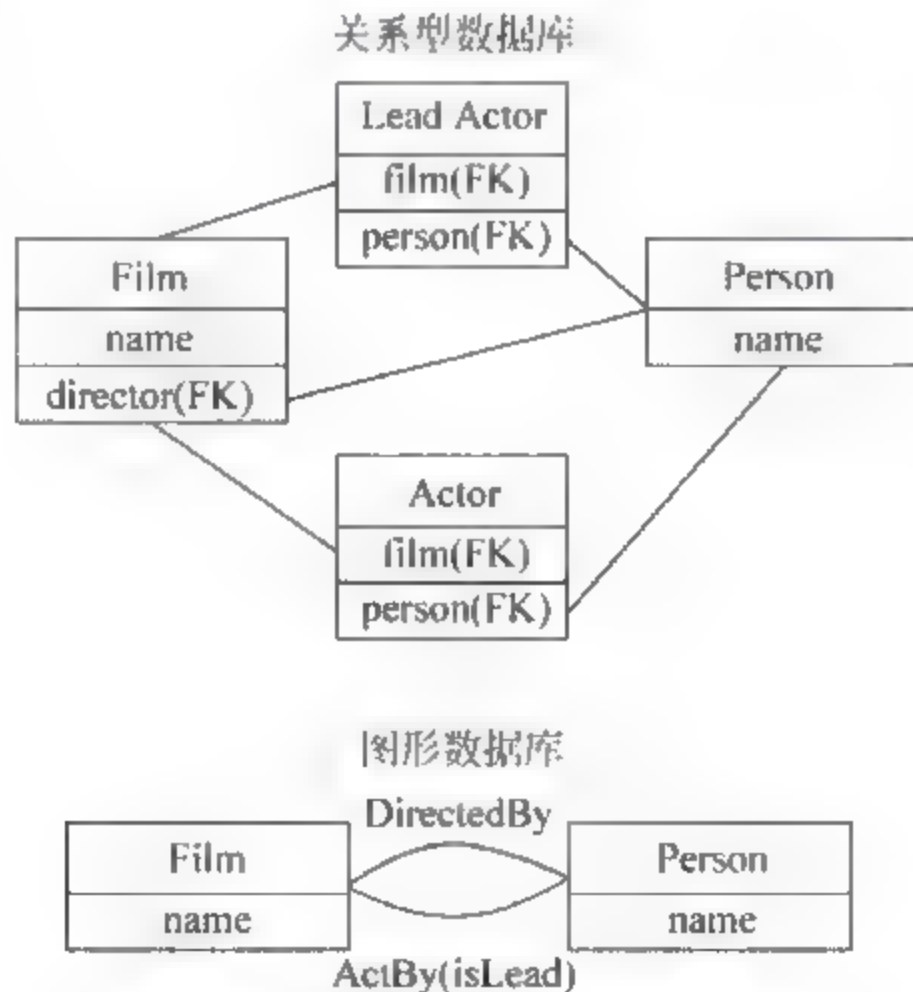 关系型数据库
Lead Actor
film(FK)
person(FK)
Film
name
director(FK)
Person
name
Actor
film(FK)
person(FK)
图形数据库
DirectedBy
Film
name
Person
name
ActBy(isLead)